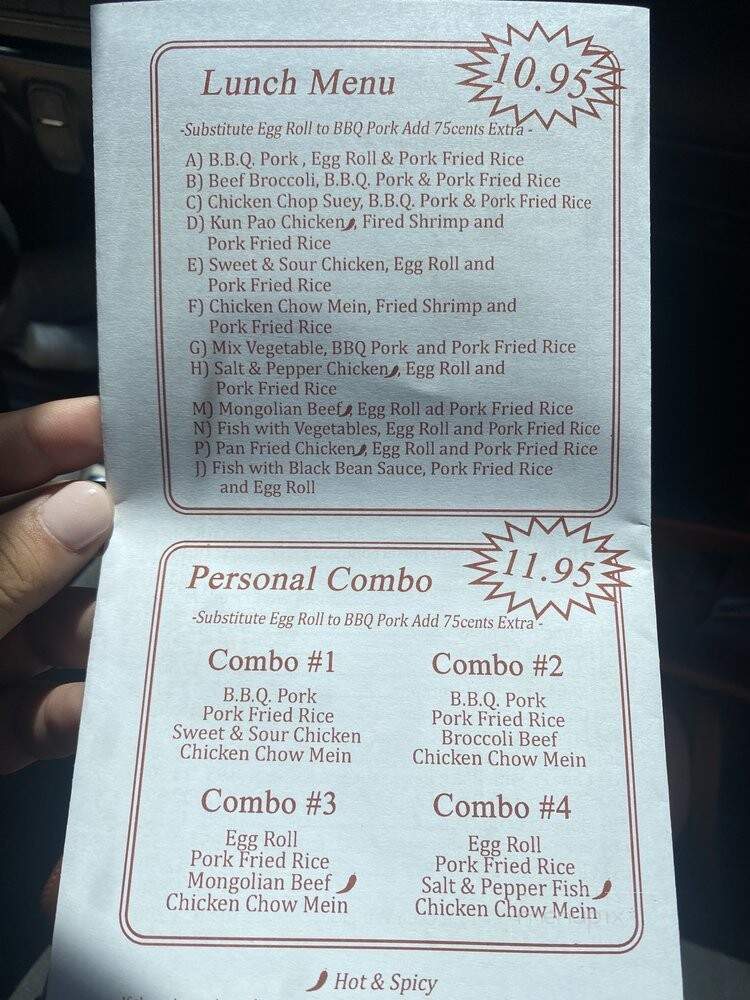 Lunch Menu
10.95
-Substitute Egg Roll to BBQ Pork Add 75cents Extra -
A) B.B.Q. Pork , Egg Roll & Pork Fried Rice
B) Beef Broccoli, B.B.Q. Pork & Pork Fried Rice
C) Chicken Chop Suey, B.B.Q. Pork & Pork Fried Rice
D) Kun Pao Chicken, Fired Shrimp and
Pork Fried Rice
E) Sweet & Sour Chicken, Egg Roll and
Pork Fried Rice
F) Chicken Chow Mein, Fried Shrimp and
Pork Fried Rice
G) Mix Vegetable, BBQ Pork and Pork Fried Rice
H) Salt & Pepper Chicken, Egg Roll and
Pork Fried Rice
M) Mongolian Beef, Egg Roll ad Pork Fried Rice
N) Fish with Vegetables, Egg Roll and Pork Fried Rice
P) Pan Fried Chicken, Egg Roll and Pork Fried Rice
J) Fish with Black Bean Sauce, Pork Fried Rice
and Egg Roll
Personal Combo
11.95
-Substitute Egg Roll to BBQ Pork Add 75cents Extra -
Combo #1
B.B.Q. Pork
Pork Fried Rice
Sweet & Sour Chicken
Chicken Chow Mein
Combo #2
B.B.Q. Pork
Pork Fried Rice
Broccoli Beef
Chicken Chow Mein
Combo #3
Egg Roll
Pork Fried Rice
Mongolian Beef
Chicken Chow Mein
Combo #4
Egg Roll
Pork Fried Rice
Salt & Pepper Fish
Chicken Chow Mein
Hot & Spicy